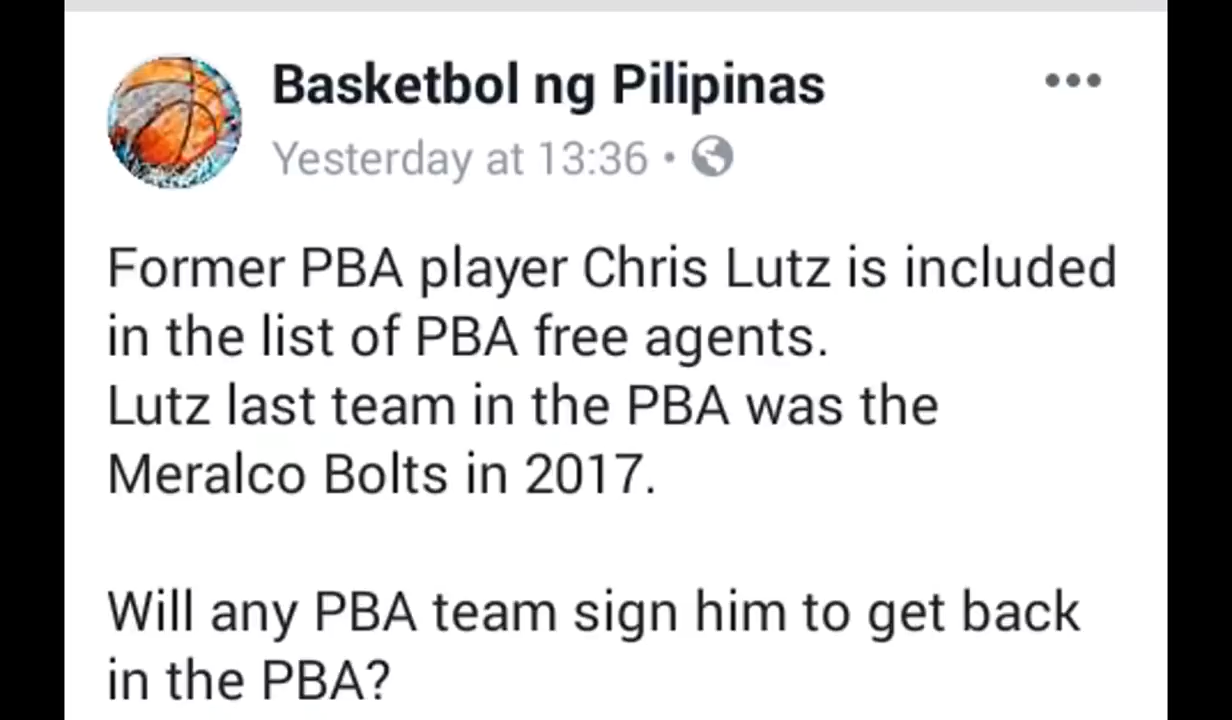 Basketbol ng Pilipinas
Yesterday at 13:36 •
Former PBA player Chris Lutz is included
in the list of PBA free agents.
Lutz last team in the PBA was the
Meralco Bolts in 2017.
Will any PBA team sign him to get back
in the PBA?